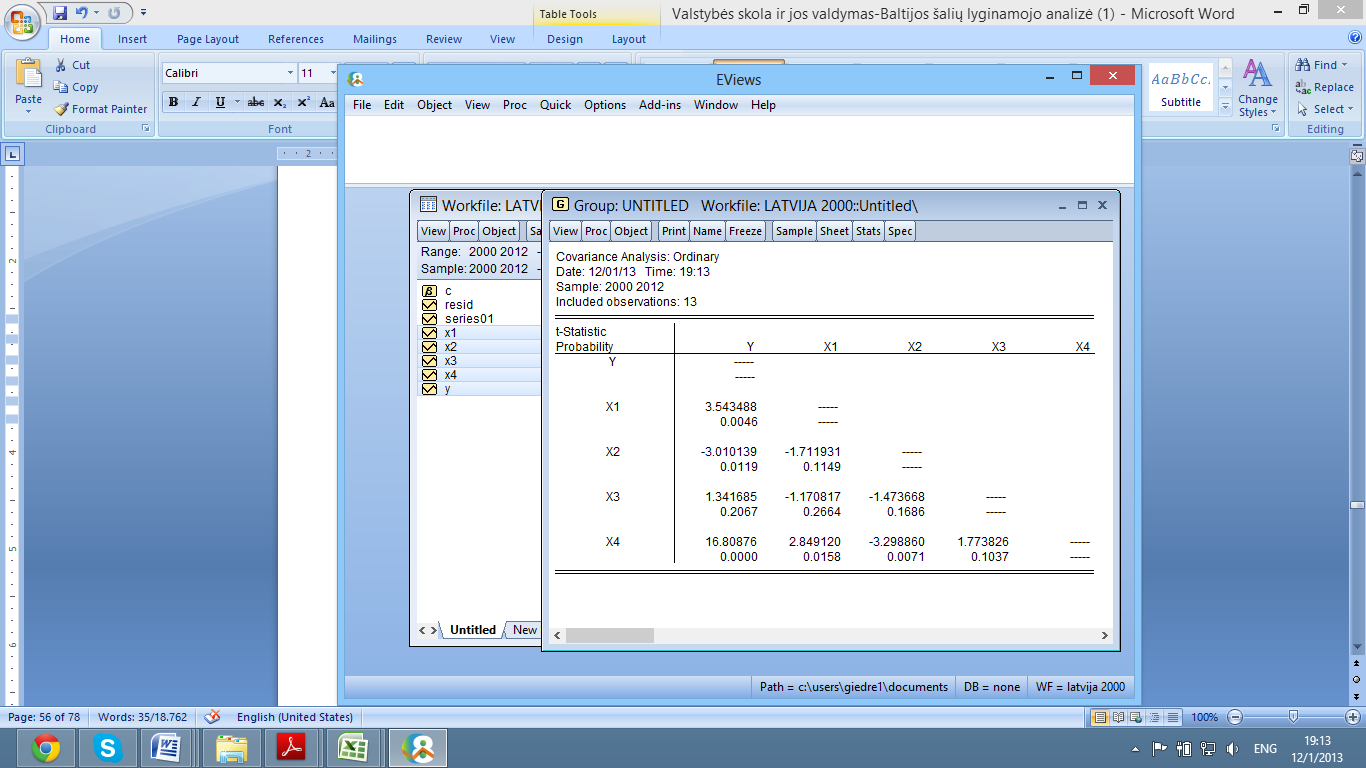 Table Tools
Valstybės skola ir jos valdymas-Baltijos šalių lyginamojo analizė (1) - Microsoft Word
Home Insert Page Layout References Mailings Review View Design Layout
Cut
Copy
Format Painter
Paste
Clipboard
Calibri 11
B I U abc x₂ x² Aa
Font
AaBbCc.
Subtitle
Change Styles
Find
Replace
Select
Editing
EViews
File Edit Object View Proc Quick Options Add-ins Window Help
Workfile: LATVI
View Proc Object Sa
Range: 2000 2012 -
Sample: 2000 2012 -
c
resid
series01
x1
x2
x3
x4
y
Untitled New
Group: UNTITLED Workfile: LATVIJA 2000::Untitled\
View Proc Object Print Name Freeze Sample Sheet Stats Spec
Covariance Analysis: Ordinary
Date: 12/01/13 Time: 19:13
Sample: 2000 2012
Included observations: 13
t-Statistic
Probability Y X1 X2 X3 X4
Y -----
-----
X1 3.543488 -----
0.0046 -----
X2 -3.010139 -1.711931 -----
0.0119 0.1149 -----
X3 1.341685 -1.170817 -1.473668 -----
0.2067 0.2664 0.1686 -----
X4 16.80876 2.849120 -3.298860 1.773826 -----
0.0000 0.0158 0.0071 0.1037 -----
Path = c:\users\giedre1\documents DB = none WF = latvija 2000
Page: 56 of 78 Words: 35/18.762 English (United States) 100%
ENG
19:13
12/1/2013